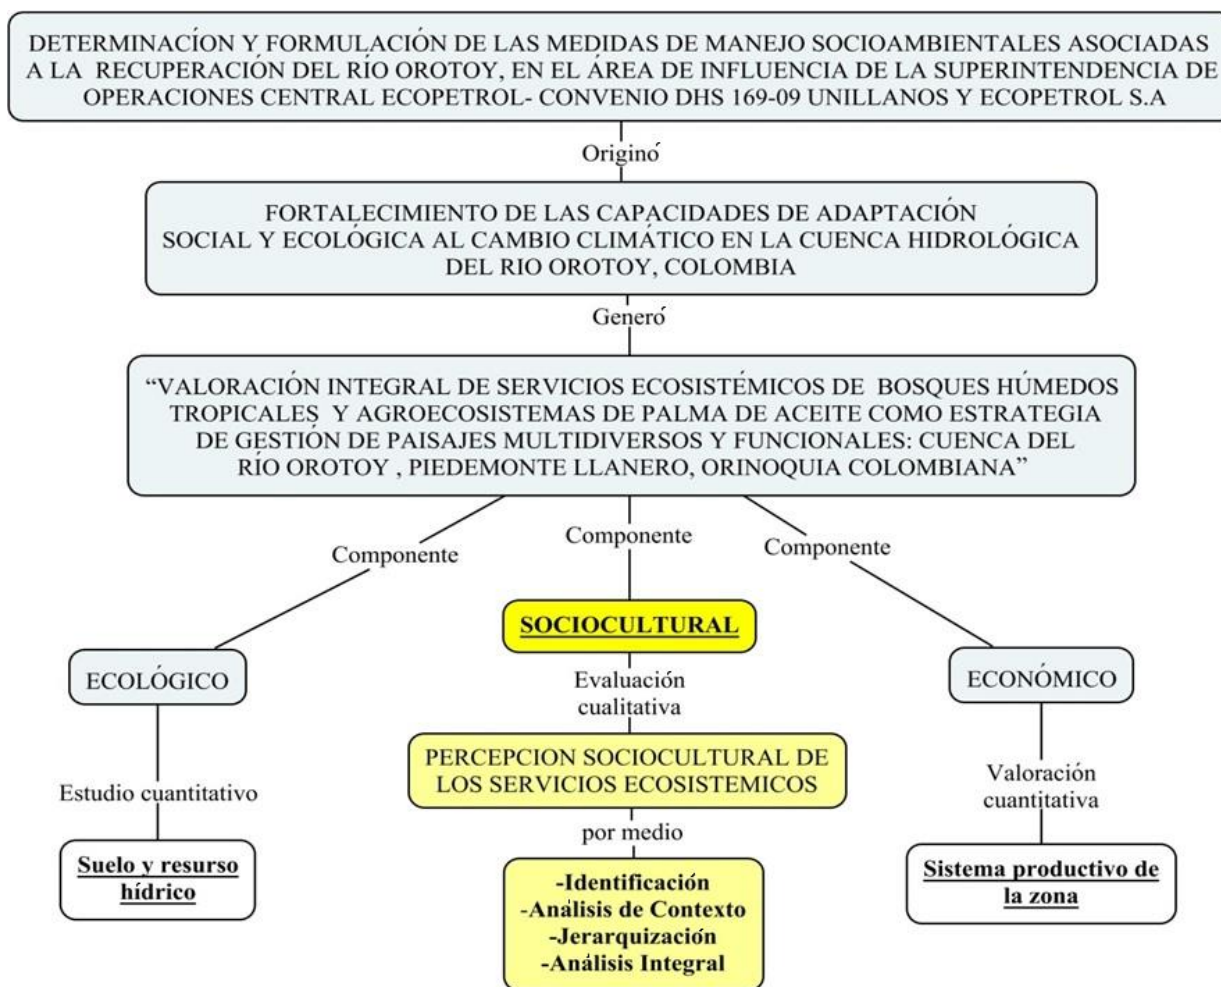 DETERMINACÍON Y FORMULACIÓN DE LAS MEDIDAS DE MANEJO SOCIOAMBIENTALES ASOCIADAS
A LA RECUPERACIÓN DEL RÍO OROTOY, EN EL ÁREA DE INFLUENCIA DE LA SUPERINTENDENCIA DE
OPERACIONES CENTRAL ECOPETROL- CONVENIO DHS 169-09 UNILLANOS Y ECOPETROL S.A
Originó
FORTALECIMIENTO DE LAS CAPACIDADES DE ADAPTACIÓN
SOCIAL Y ECOLÓGICA AL CAMBIO CLIMÁTICO EN LA CUENCA HIDROLÓGICA
DEL RIO OROTOY, COLOMBIA
Generó
“VALORACIÓN INTEGRAL DE SERVICIOS ECOSISTÉMICOS DE BOSQUES HÚMEDOS
TROPICALES Y AGROECOSISTEMAS DE PALMA DE ACEITE COMO ESTRATEGIA
DE GESTIÓN DE PAISAJES MULTIDIVERSOS Y FUNCIONALES: CUENCA DEL
RÍO OROTOY , PIEDEMONTE LLANERO, ORINOQUIA COLOMBIANA”
Componente
Componente
Componente
ECOLÓGICO
Estudio cuantitativo
Suelo y resurso
hídrico
SOCIOCULTURAL
Evaluación
cualitativa
PERCEPCION SOCIOCULTURAL DE
LOS SERVICIOS ECOSISTEMICOS
por medio
-Identificación
-Análisis de Contexto
-Jerarquización
-Análisis Integral
ECONÓMICO
Valoración
cuantitativa
Sistema productivo de
la zona